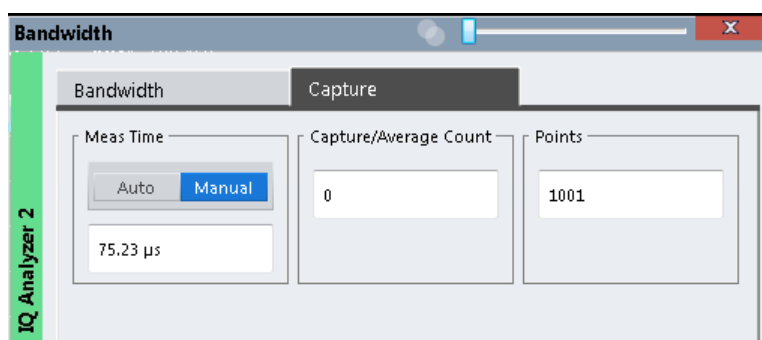 Bandwidth
Bandwidth
Capture
Meas Time
Capture/Average Count
Points
Auto
Manual
0
1001
75.23 µs
IQ Analyzer 2